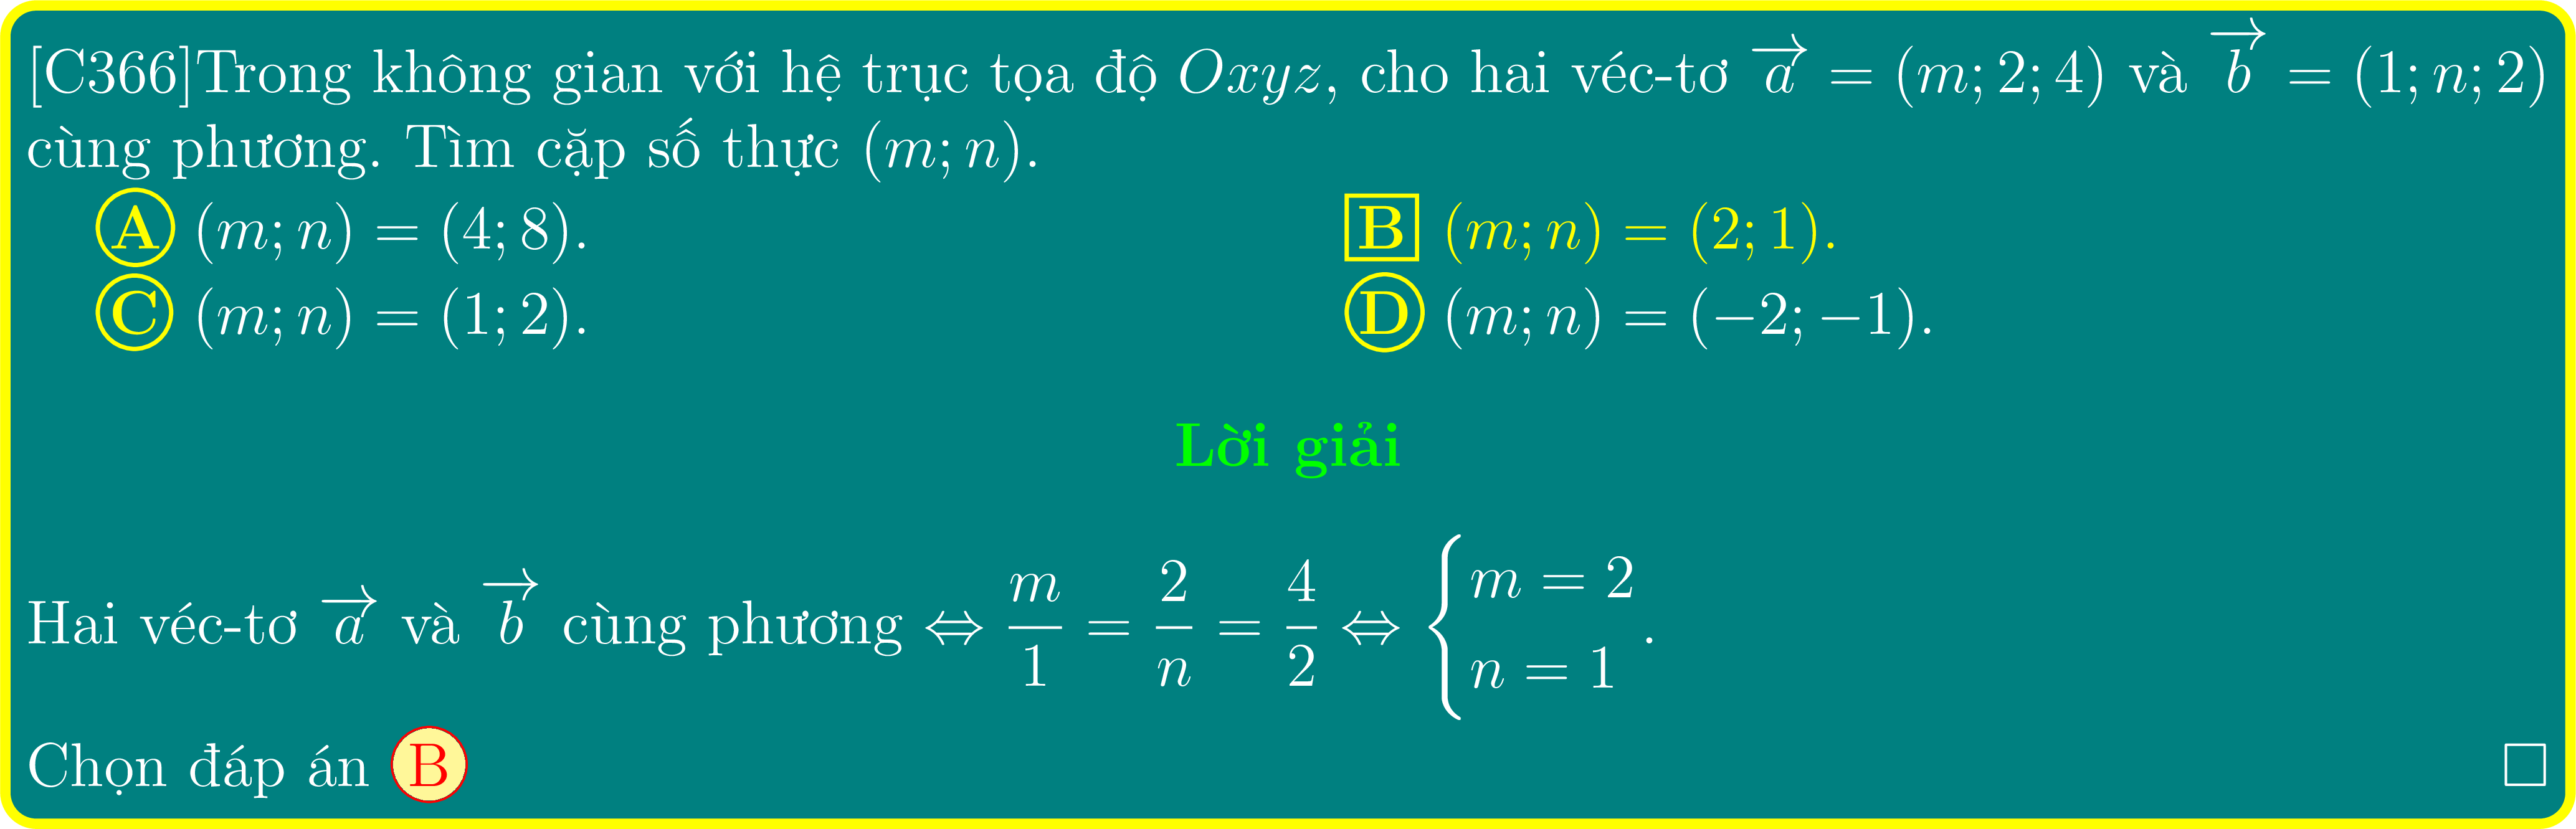 [C366]Trong không gian với hệ trục tọa độ $Oxyz$, cho hai véc-tơ $\overrightarrow{a} = (m; 2; 4)$ và $\overrightarrow{b} = (1; n; 2)$
cùng phương. Tìm cặp số thực $(m; n)$.
A $(m; n) = (4; 8)$. B $(m; n) = (2; 1)$.
C $(m; n) = (1; 2)$. D $(m; n) = (-2; -1)$.
Lời giải
Hai véc-tơ $\overrightarrow{a}$ và $\overrightarrow{b}$ cùng phương $\Leftrightarrow \dfrac{m}{1} = \dfrac{2}{n} = \dfrac{4}{2} \Leftrightarrow \begin{cases} m = 2 \\ n = 1 \end{cases}$.
Chọn đáp án B □